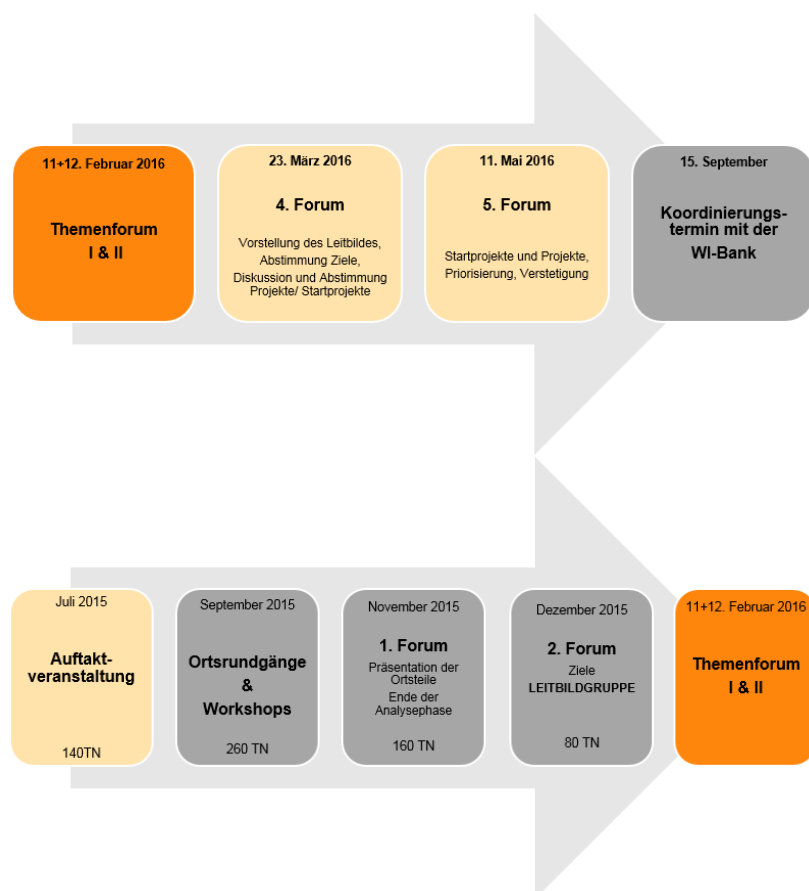 11+12. Februar 2016
Themenforum
I & II
23. März 2016
4. Forum
Vorstellung des Leitbildes,
Abstimmung Ziele,
Diskussion und Abstimmung
Projekte/ Startprojekte
11. Mai 2016
5. Forum
Startprojekte und Projekte,
Priorisierung, Verstetigung
15. September
Koordinierungs-
termin mit der
WI-Bank
Juli 2015
Auftakt-
veranstaltung
140TN
September 2015
Ortsrundgänge
&
Workshops
260 TN
November 2015
1. Forum
Präsentation der
Ortsteile
Ende der
Analysephase
160 TN
Dezember 2015
2. Forum
Ziele
LEITBILDGRUPPE
80 TN
11+12. Februar 2016
Themenforum
I & II